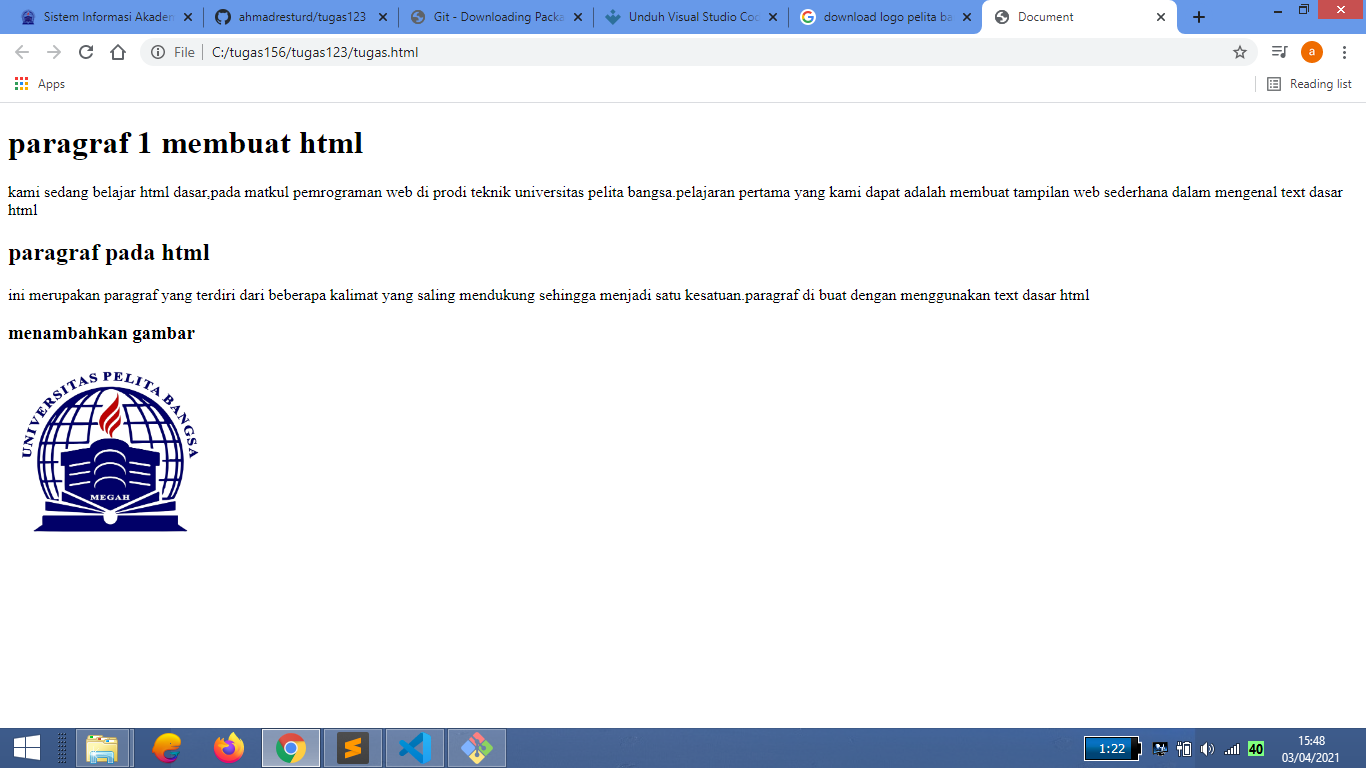 Sistem Informasi Akaden
ahmadresturd/tugas123
Git - Downloading Packa
Unduh Visual Studio Coc
download logo pelita ba
Document
File
C:/tugas156/tugas123/tugas.html
a
Apps
Reading list
paragraf 1 membuat html
kami sedang belajar html dasar,pada matkul pemrograman web di prodi teknik universitas pelita bangsa.pelajaran pertama yang kami dapat adalah membuat tampilan web sederhana dalam mengenal text dasar
html
paragraf pada html
ini merupakan paragraf yang terdiri dari beberapa kalimat yang saling mendukung sehingga menjadi satu kesatuan.paragraf di buat dengan menggunakan text dasar html
menambahkan gambar
UNIVERSITAS PELITA BANGSA
MEGAH
1:22
40
15:48
03/04/2021